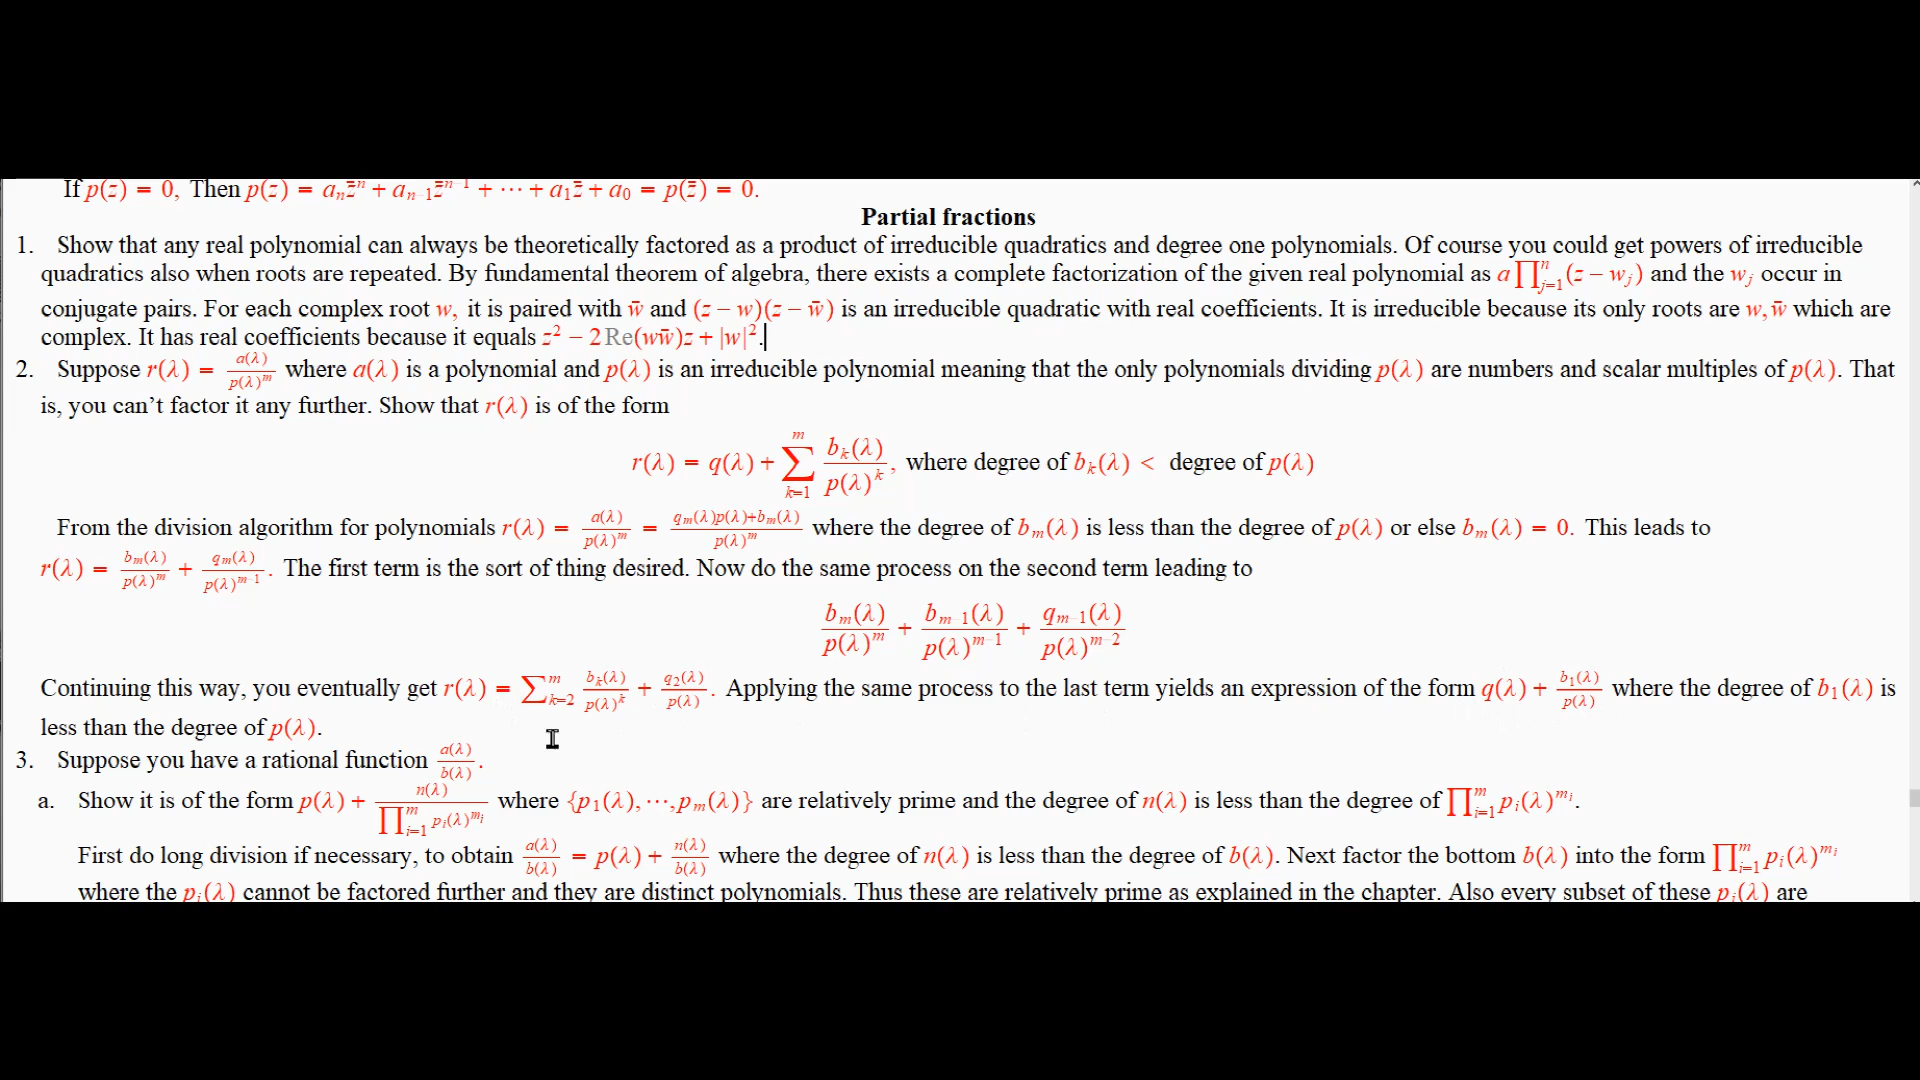 If p(z) = 0, Then p(z) = aₙz̄ⁿ + aₙ₋₁z̄ⁿ⁻¹ + ⋯ + a₁z̄ + a₀ = p(z̄) = 0.
Partial fractions
1. Show that any real polynomial can always be theoretically factored as a product of irreducible quadratics and degree one polynomials. Of course you could get powers of irreducible
quadratics also when roots are repeated. By fundamental theorem of algebra, there exists a complete factorization of the given real polynomial as a∏_{j=1}^{n}(z − w_j) and the w_j occur in
conjugate pairs. For each complex root w, it is paired with w̄ and (z − w)(z − w̄) is an irreducible quadratic with real coefficients. It is irreducible because its only roots are w, w̄ which are
complex. It has real coefficients because it equals z² − 2Re(ww̄)z + |w|².
2. Suppose r(λ) = a(λ)/p(λ)^m where a(λ) is a polynomial and p(λ) is an irreducible polynomial meaning that the only polynomials dividing p(λ) are numbers and scalar multiples of p(λ). That
is, you can’t factor it any further. Show that r(λ) is of the form
r(λ) = q(λ) + ∑_{k=1}^{m} b_k(λ)/p(λ)^k, where degree of b_k(λ) < degree of p(λ)
From the division algorithm for polynomials r(λ) = a(λ)/p(λ)^m = (q_m(λ)p(λ)+b_m(λ))/p(λ)^m where the degree of b_m(λ) is less than the degree of p(λ) or else b_m(λ) = 0. This leads to
r(λ) = b_m(λ)/p(λ)^m + q_m(λ)/p(λ)^{m−1}. The first term is the sort of thing desired. Now do the same process on the second term leading to
b_m(λ)/p(λ)^m + b_{m−1}(λ)/p(λ)^{m−1} + q_{m−1}(λ)/p(λ)^{m−2}
Continuing this way, you eventually get r(λ) = ∑_{k=2}^{m} b_k(λ)/p(λ)^k + q₂(λ)/p(λ). Applying the same process to the last term yields an expression of the form q(λ) + b₁(λ)/p(λ) where the degree of b₁(λ) is
less than the degree of p(λ).
3. Suppose you have a rational function a(λ)/b(λ).
a. Show it is of the form p(λ) + n(λ)/∏_{i=1}^{m} p_i(λ)^{m_i} where {p₁(λ), ⋯, p_m(λ)} are relatively prime and the degree of n(λ) is less than the degree of ∏_{i=1}^{m} p_i(λ)^{m_i}.
First do long division if necessary, to obtain a(λ)/b(λ) = p(λ) + n(λ)/b(λ) where the degree of n(λ) is less than the degree of b(λ). Next factor the bottom b(λ) into the form ∏_{i=1}^{m} p_i(λ)^{m_i}
where the p_i(λ) cannot be factored further and they are distinct polynomials. Thus these are relatively prime as explained in the chapter. Also every subset of these p_i(λ) are